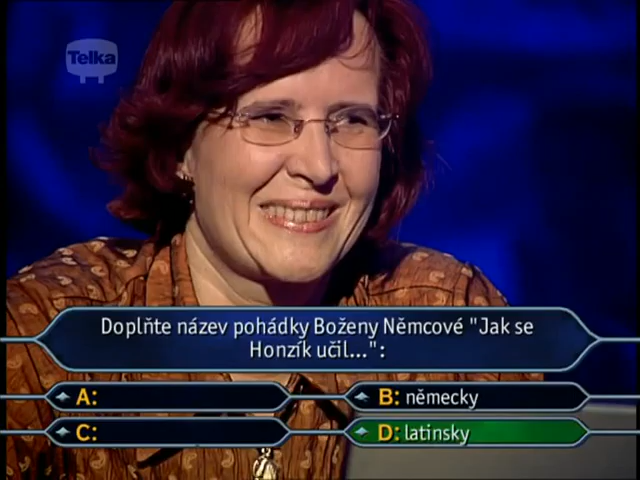 Telka
Doplňte název pohádky Boženy Němcové "Jak se
Honzík učil...":
A:
B: německy
C:
D: latinsky